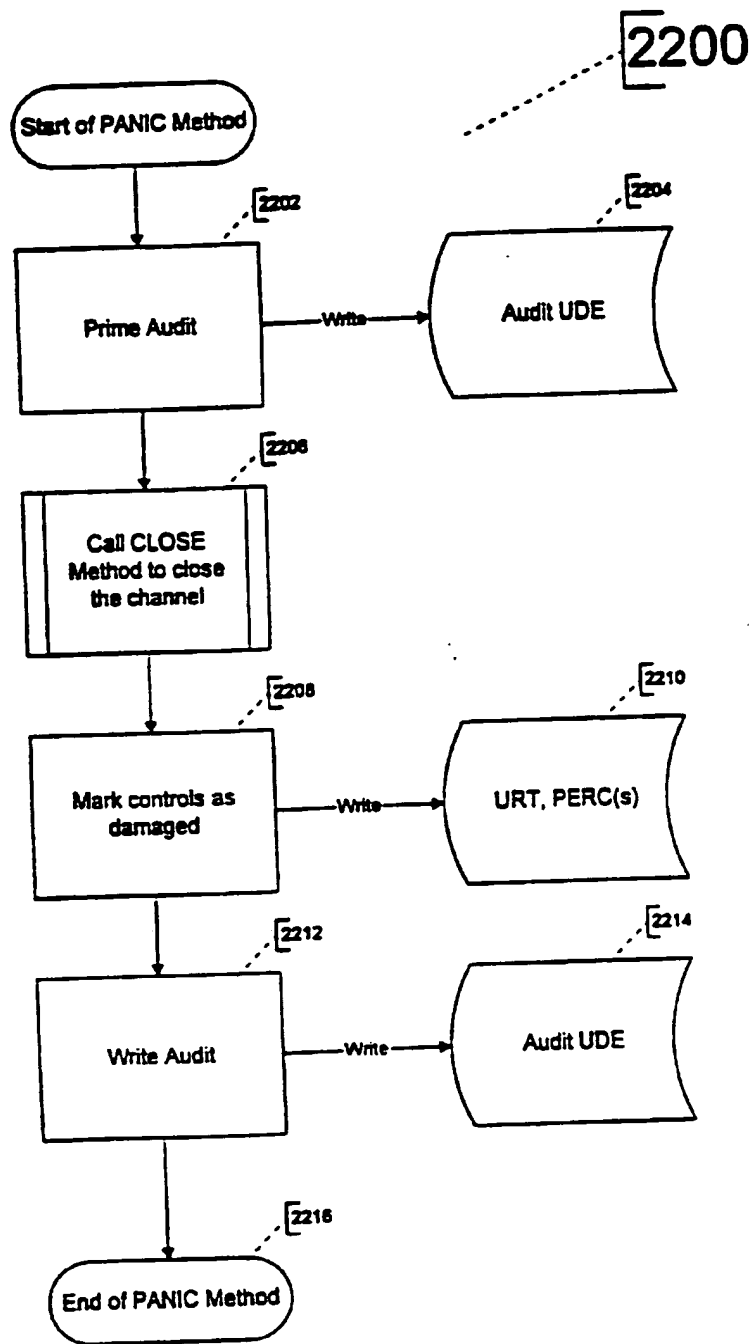 2200
Start of PANIC Method
2202
2204
Prime Audit
Write
Audit UDE
2206
Call CLOSE
Method to close
the channel
2208
2210
Mark controls as
damaged
Write
URT, PERC(s)
2212
2214
Write Audit
Write
Audit UDE
2216
End of PANIC Method